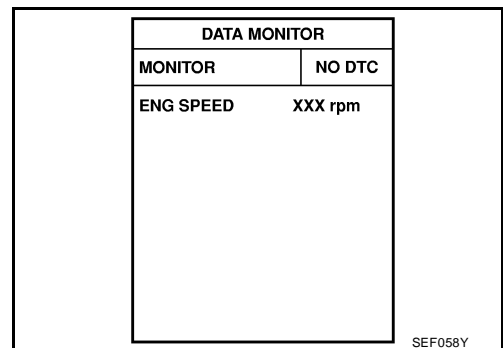 DATA MONITOR
MONITOR NO DTC
ENG SPEED XXX rpm
SEF058Y